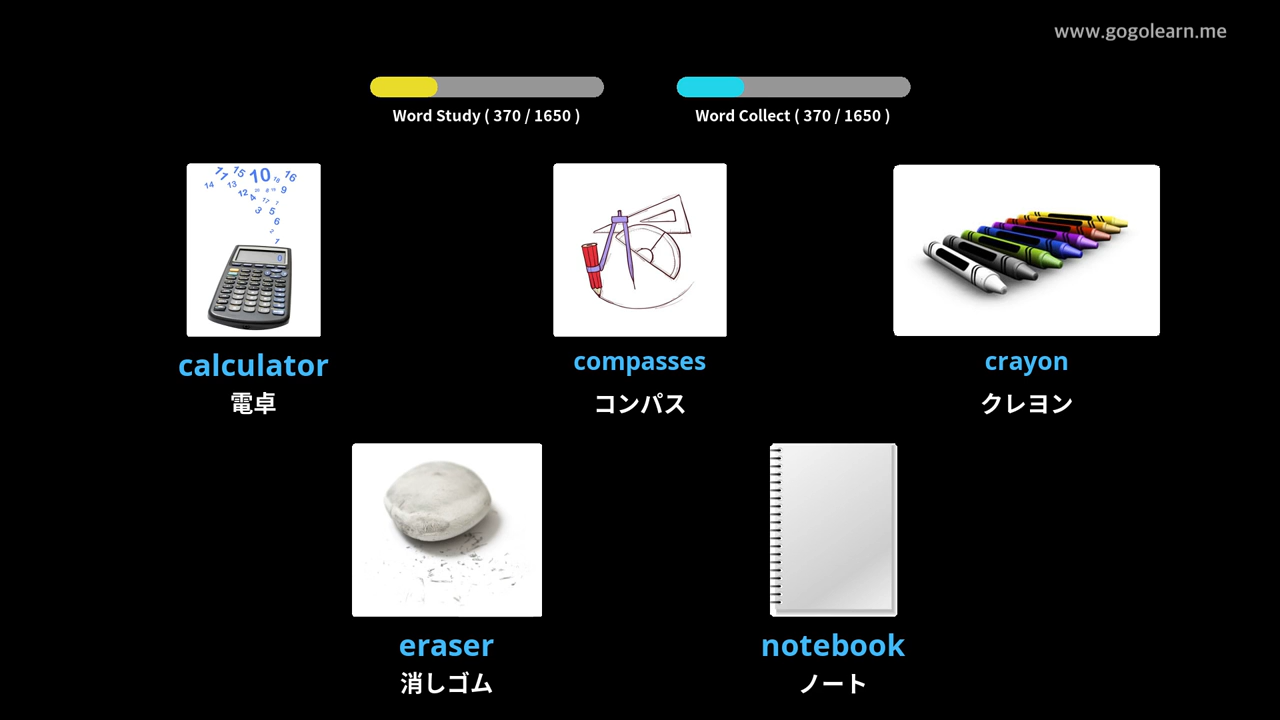 www.gogolearn.me
Word Study ( 370 / 1650 )
Word Collect ( 370 / 1650 )
calculator
電卓
compasses
コンパス
crayon
クレヨン
eraser
消しゴム
notebook
ノート